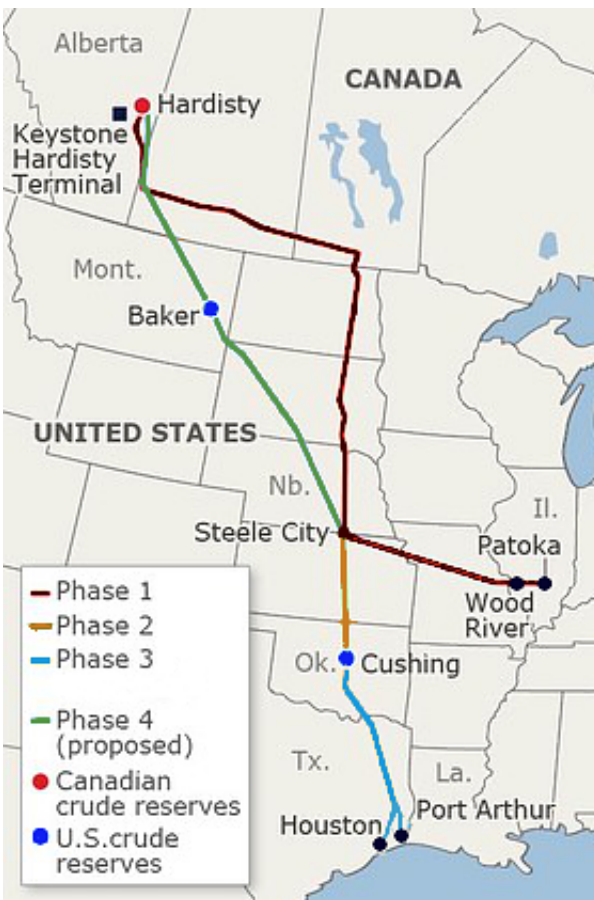 Alberta
CANADA
Hardisty
Keystone
Hardisty
Terminal
Mont.
Baker
UNITED STATES
Nb.
Il.
Steele City
Patoka
Wood
River
Phase 1
Phase 2
Phase 3
Phase 4
(proposed)
Canadian
crude reserves
U.S.crude
reserves
Ok.
Cushing
Tx.
La.
Houston
Port Arthur